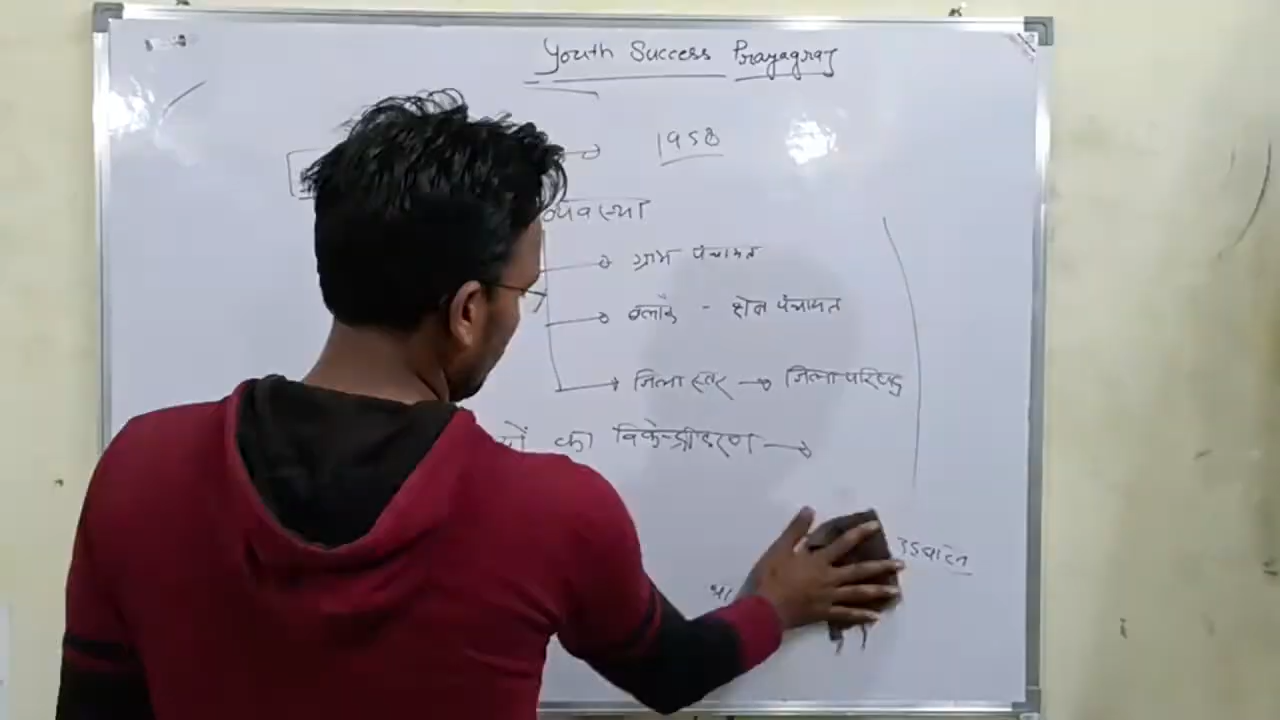 Youth Success Prayagraj
1958
व्यवस्था
ग्राम पंचायत
ब्लॉक - क्षेत्र पंचायत
जिला स्तर → जिला परिषद
का विकेन्द्रीकरण →